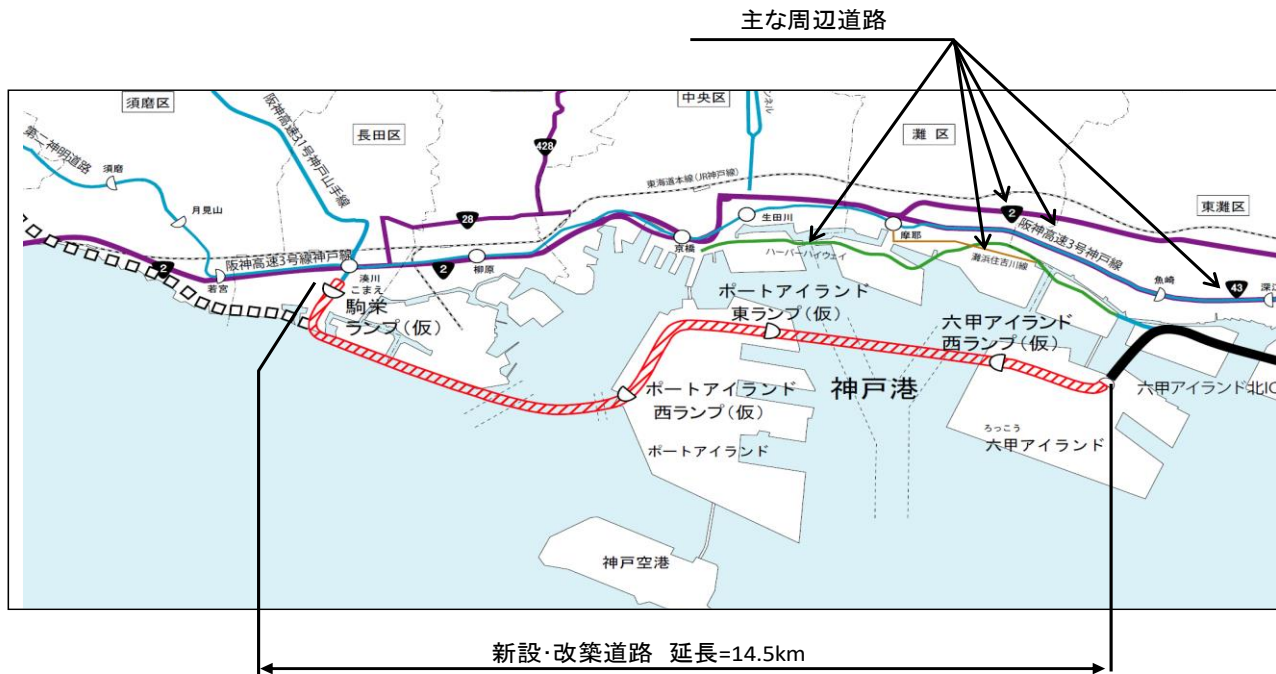 主な周辺道路
須磨区
阪神高速31号神戸山手線
長田区
中央区
ンネル
灘 区
第二神明道路
須磨
428
東海道本線(JR神戸線)
東灘区
月見山
28
生田川
2
阪神高速3号神戸線
摩耶
京橋
ハーバーハイウェイ
灘浜住吉川線
2
阪神高速3号線神戸線
2
柳原
若宮
湊川
魚崎
43
深江
こまえ
駒栄
ランプ(仮)
ポートアイランド
東ランプ(仮)
六甲アイランド
西ランプ(仮)
神戸港
六甲アイランド北IC
ポートアイランド
西ランプ(仮)
ろっこう
六甲アイランド
ポートアイランド
神戸空港
新設・改築道路 延長=14.5km